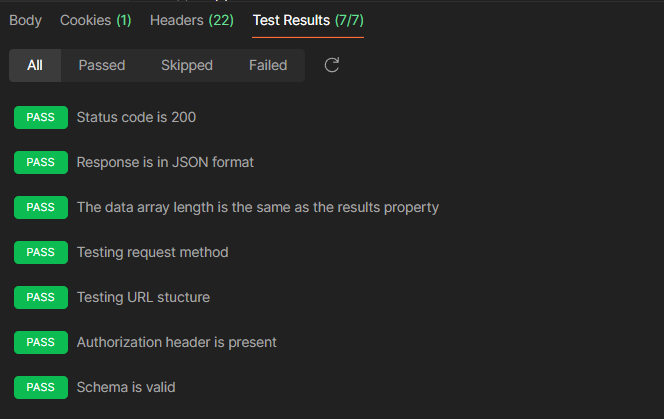 Body Cookies (1) Headers (22) Test Results (7/7)
All Passed Skipped Failed
PASS Status code is 200
PASS Response is in JSON format
PASS The data array length is the same as the results property
PASS Testing request method
PASS Testing URL stucture
PASS Authorization header is present
PASS Schema is valid